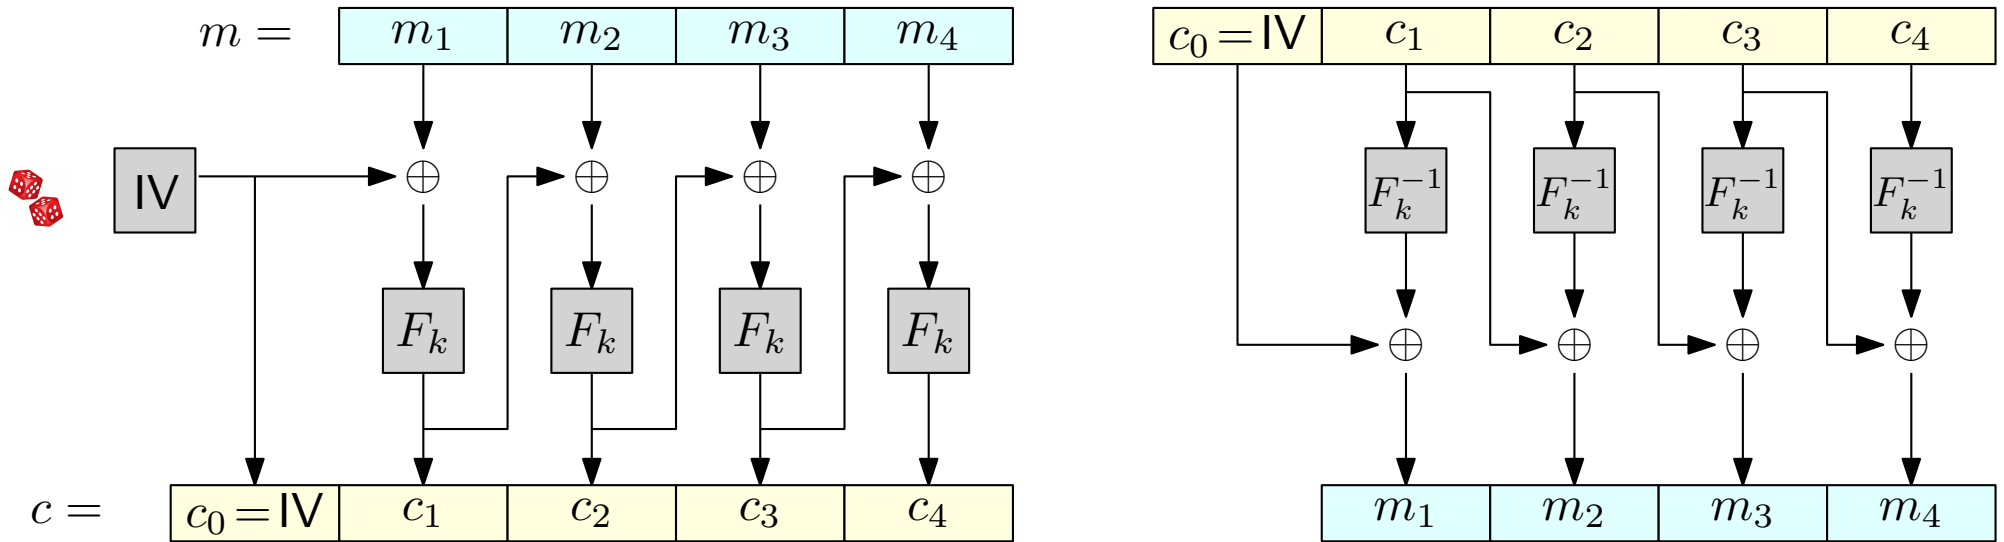 m = m₁ m₂ m₃ m₄
IV
Fₖ Fₖ Fₖ Fₖ
c = c₀ = IV c₁ c₂ c₃ c₄
c₀ = IV c₁ c₂ c₃ c₄
Fₖ⁻¹ Fₖ⁻¹ Fₖ⁻¹ Fₖ⁻¹
m₁ m₂ m₃ m₄